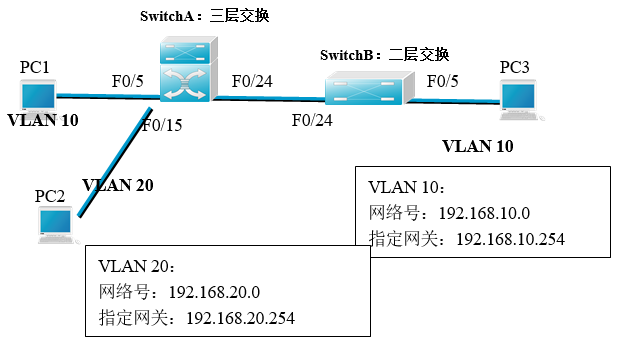 SwitchA：三层交换
SwitchB：二层交换
PC1
F0/5
F0/24
F0/5
PC3
VLAN 10
F0/15
F0/24
VLAN 10
VLAN 20
PC2
VLAN 10：
网络号：192.168.10.0
指定网关：192.168.10.254
VLAN 20：
网络号：192.168.20.0
指定网关：192.168.20.254